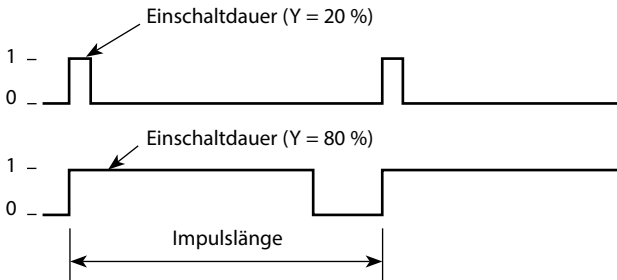 Einschaltdauer (Y = 20 %)
1
0
Einschaltdauer (Y = 80 %)
1
0
Impulslänge